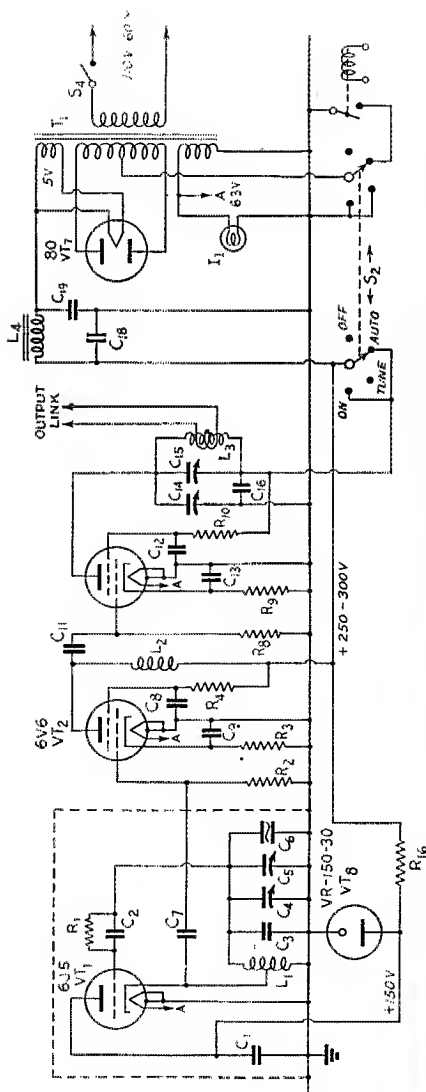 6J5
VT1
R1
C2
C7
A
C1
L1
C3
C4
C5
C6
VR-150-30
VT8
+150V
R16
6V6
VT2
C8
R4
A
C9
R3
R2
C11
L2
R8
+250-300V
C12
R10
A
C13
R9
C14
C15
C16
L3
OUTPUT
LINK
L4
C18
C19
80
VT7
5V
T1
S4
110V 60~
A
6.3V
I1
ON
OFF
AUTO
TUNE
S2